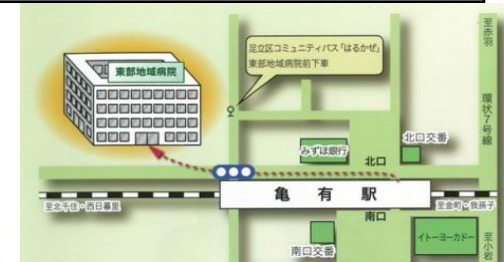 足立区コミュニティバス「はるかぜ」
東部地域病院前下車
東部地域病院
至赤羽
環状7号線
北口交番
みずほ銀行
北口
亀有駅
至北千住・西日暮里
至金町・我孫子
南口
南口交番
イトーヨーカドー
至小岩